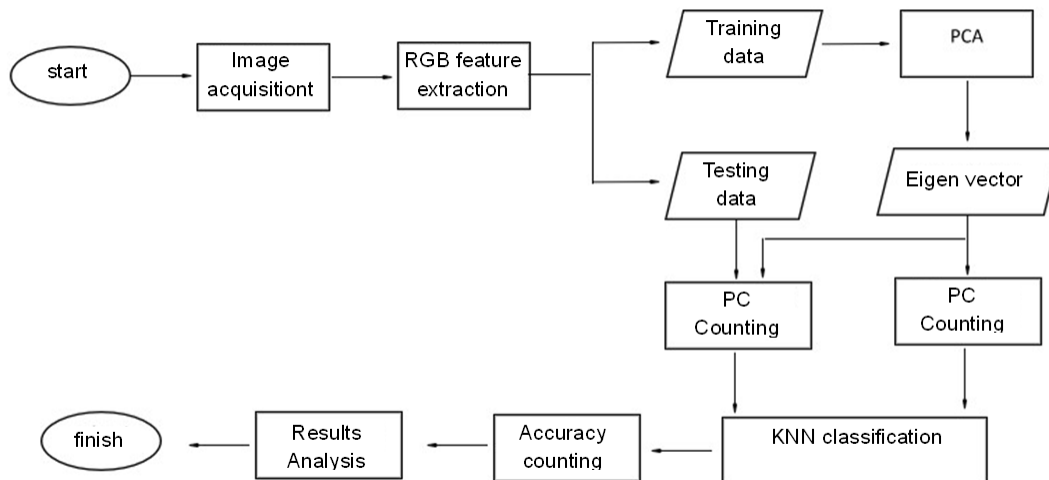 start
Image
acquisitiont
RGB feature
extraction
Training
data
PCA
Testing
data
Eigen vector
PC
Counting
PC
Counting
finish
Results
Analysis
Accuracy
counting
KNN classification